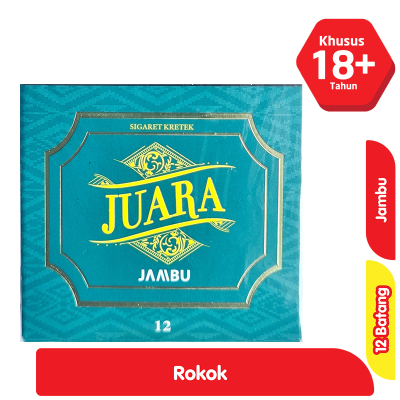 Khusus
18+
Tahun
SIGARET KRETEK
JUARA
JAMBU
12
Jambu
12 Batang
Rokok